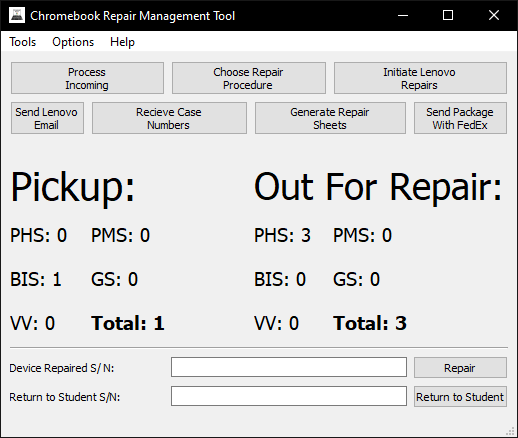 Chromebook Repair Management Tool
Tools Options Help
Process Choose Repair Initiate Lenovo
Incoming Procedure Repairs
Send Lenovo Recieve Case Generate Repair Send Package
Email Numbers Sheets With FedEx
Pickup: Out For Repair:
PHS: 0 PMS: 0 PHS: 3 PMS: 0
BIS: 1 GS: 0 BIS: 0 GS: 0
VV: 0 Total: 1 VV: 0 Total: 3
Device Repaired S/N: Repair
Return to Student S/N: Return to Student